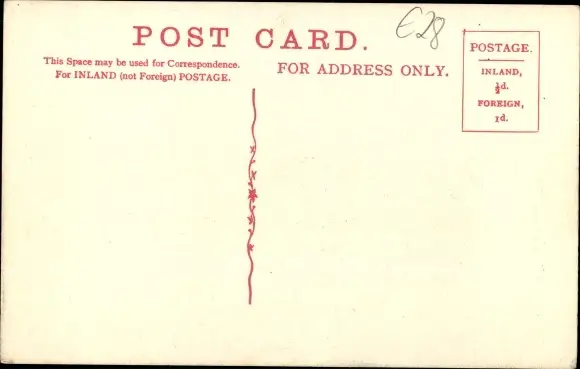 POST CARD.
€28
This Space may be used for Correspondence.
For INLAND (not Foreign) POSTAGE.
FOR ADDRESS ONLY.
POSTAGE.
INLAND,
½d.
FOREIGN,
1d.